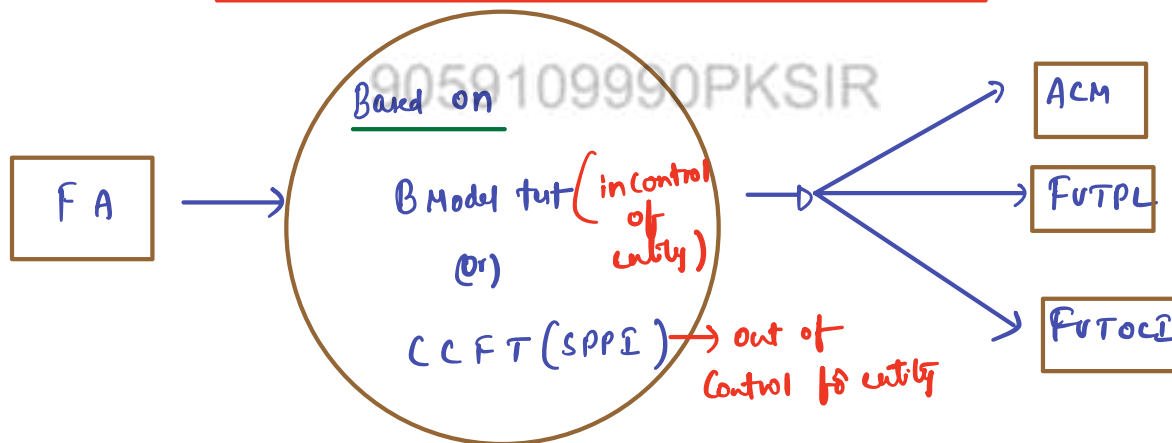 9059109990PKSIR
Based on
FA
B Model test (in control
of
entity)
(or)
CCFT (SPPI) → out of
control for entity
ACM
FVTPL
FVTOCI